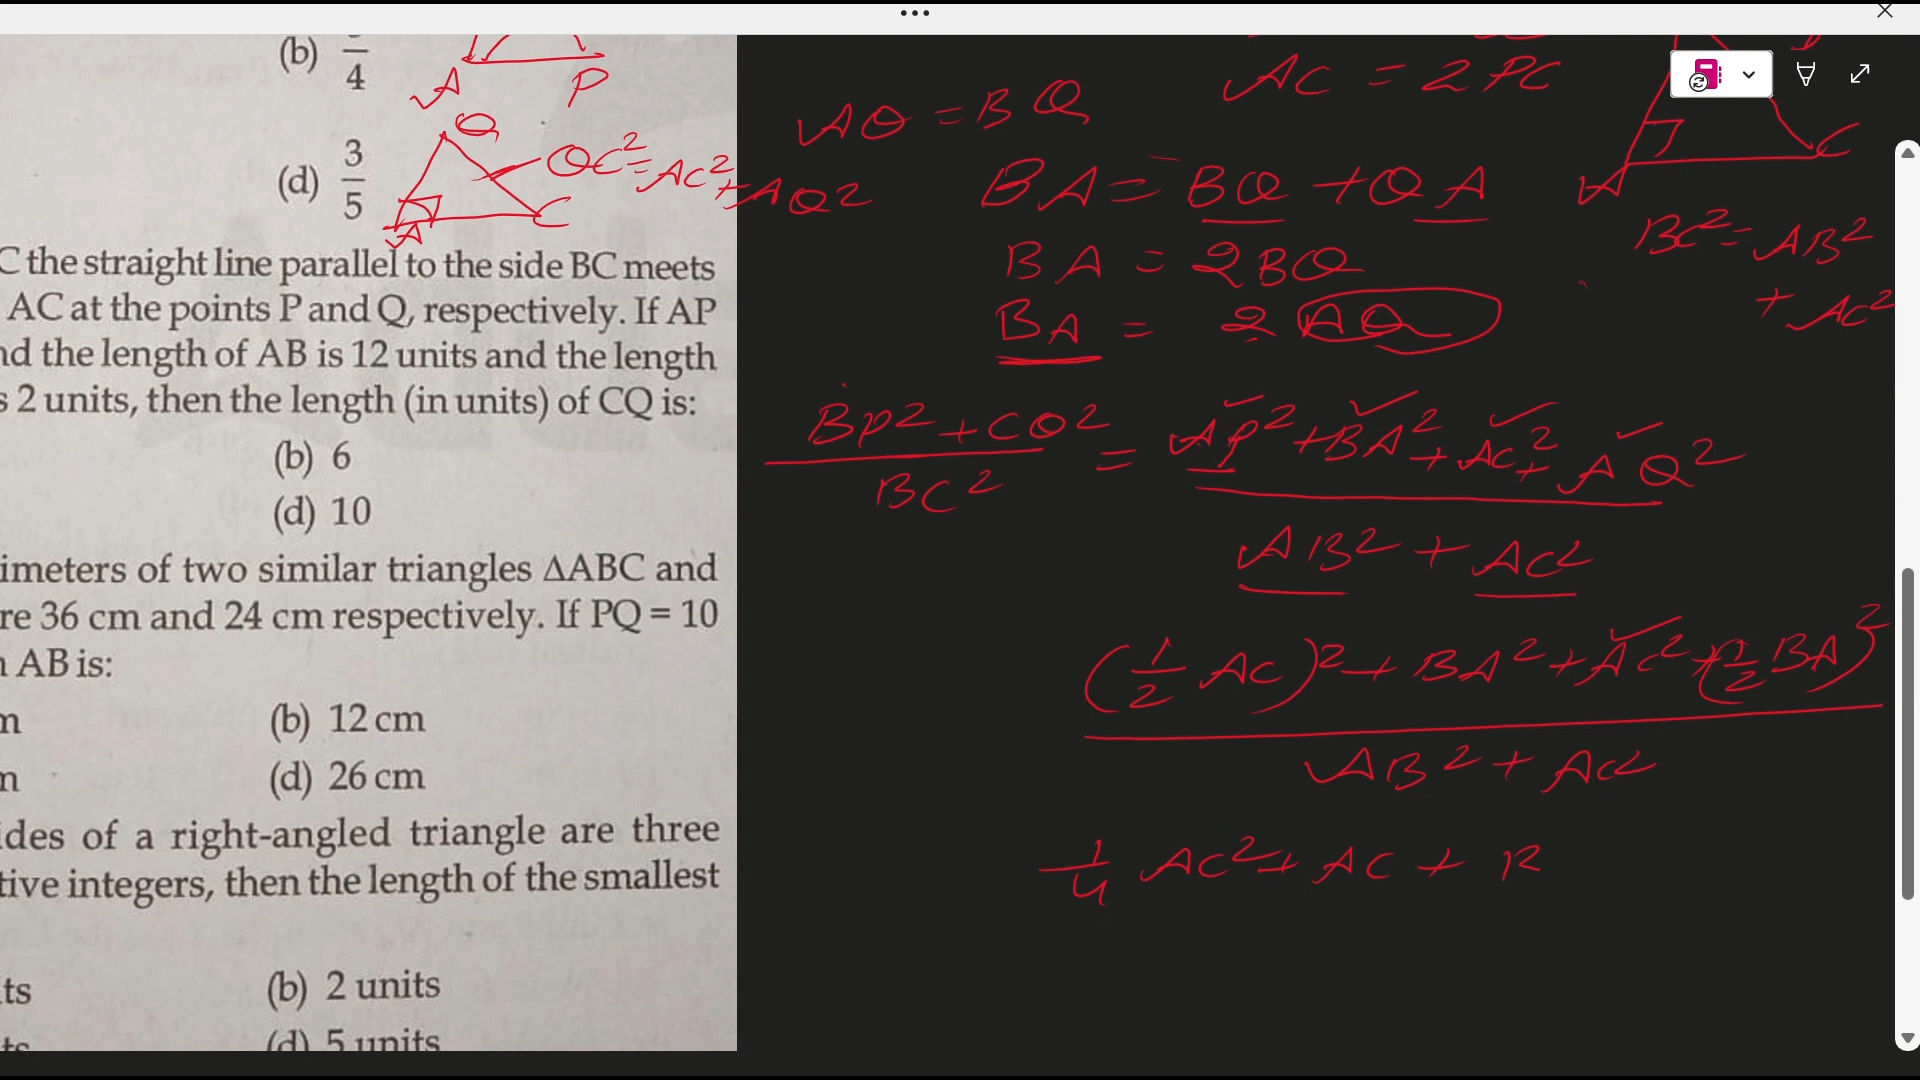 (b) /4
A P
Q
(d) 3/5
QC² = AC² + AQ²
A C
C the straight line parallel to the side BC meets
AC at the points P and Q, respectively. If AP
nd the length of AB is 12 units and the length
s 2 units, then the length (in units) of CQ is:
(b) 6
(d) 10
imeters of two similar triangles ΔABC and
re 36 cm and 24 cm respectively. If PQ = 10
AB is:
m (b) 12 cm
m (d) 26 cm
ides of a right-angled triangle are three
tive integers, then the length of the smallest
ts (b) 2 units
ts (d) 5 units
AQ = BQ
AC = 2PC
BA = BQ + QA
BA = 2BQ
BA = 2 AQ
A C
BC² = AB²
+ AC²
BP² + CQ² / BC² = AP² + BA² + AC² + AQ² / AB² + AC²
(1/2 AC)² + BA² + AC² + (1/2 BA)² / AB² + AC²
1/4 AC² + AC +